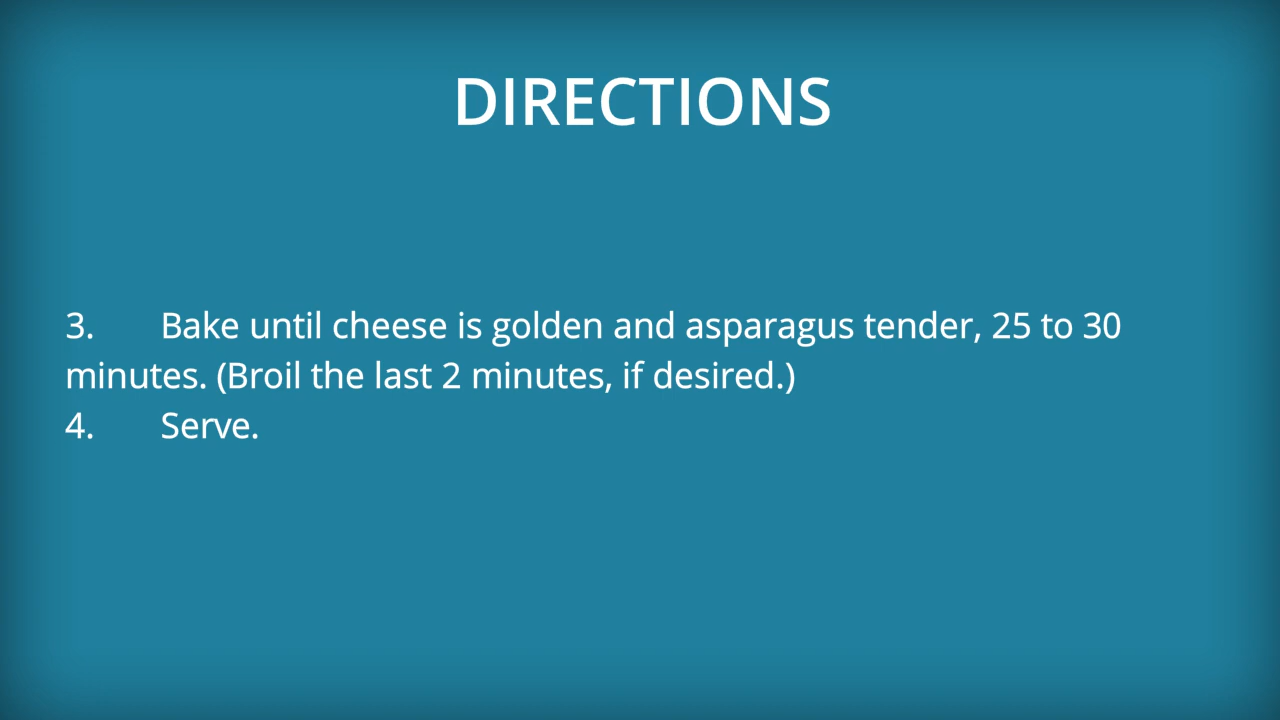 DIRECTIONS
3. Bake until cheese is golden and asparagus tender, 25 to 30
minutes. (Broil the last 2 minutes, if desired.)
4. Serve.